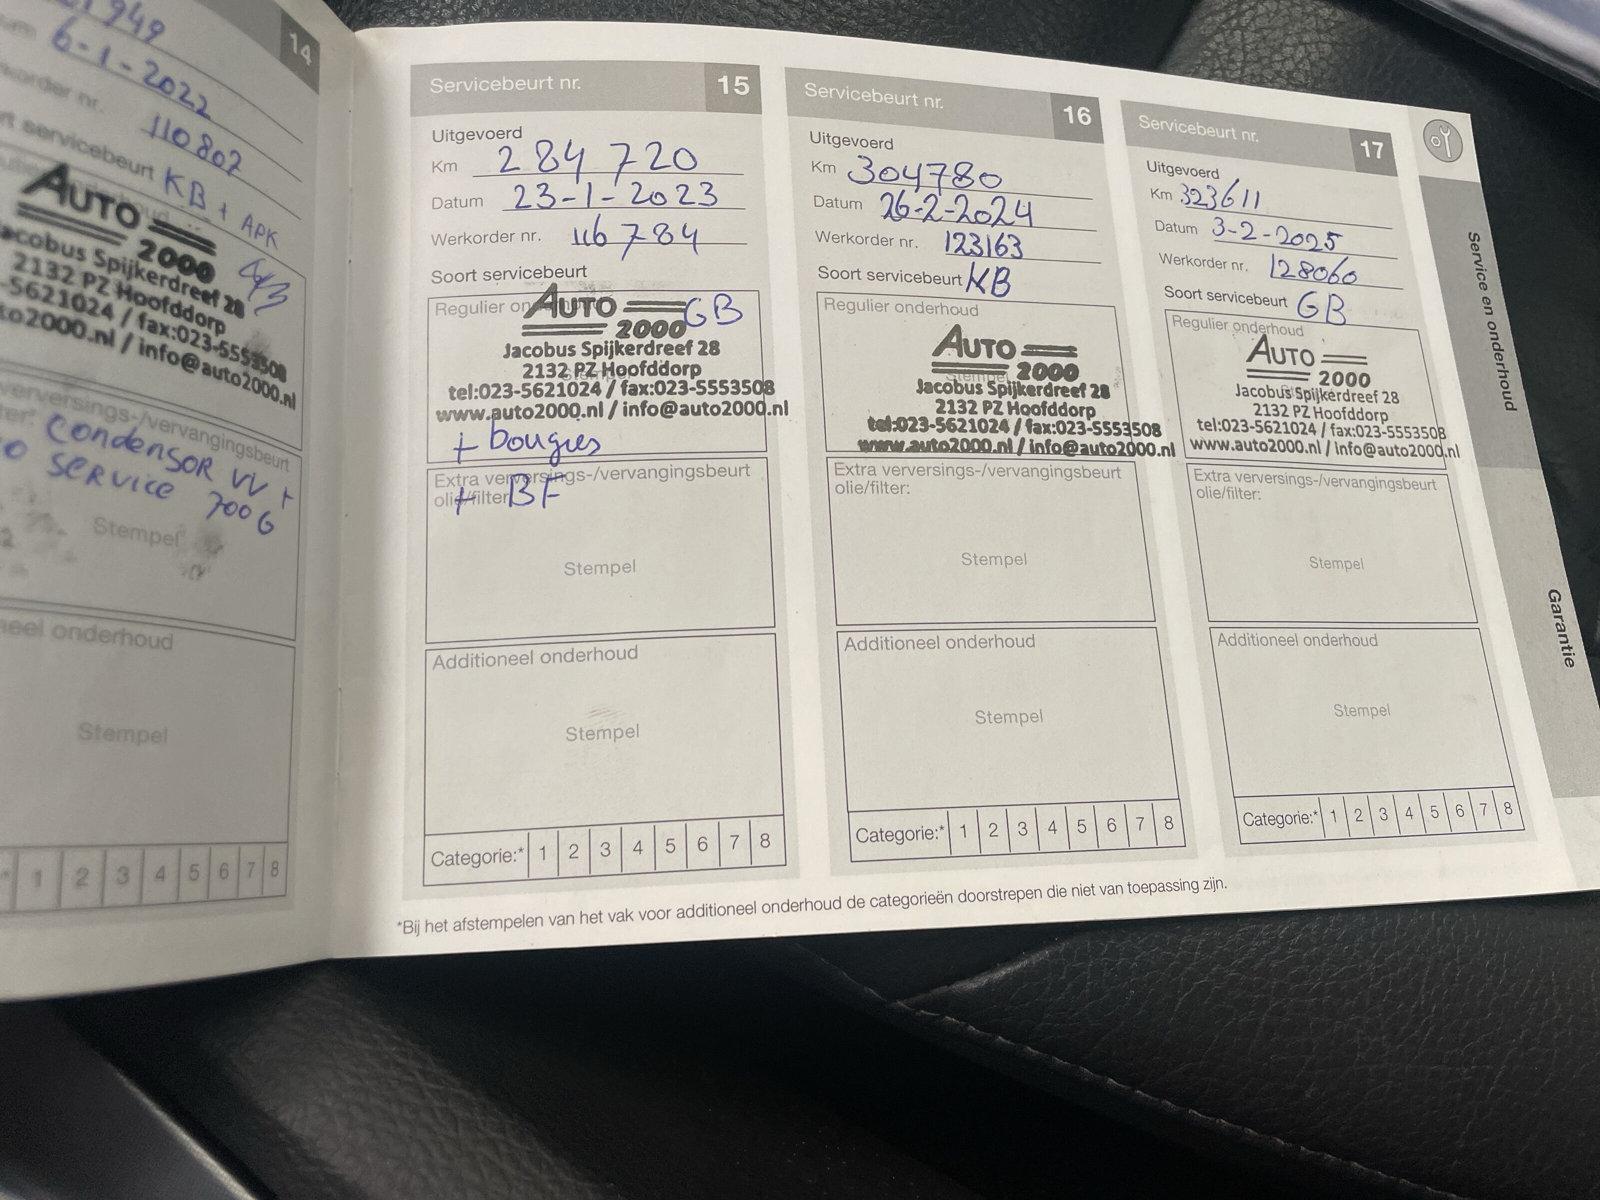 14
6-1-2022
110802
servicebeurt KB + APK
AUTO
2000
Jacobus Spijkerdreef 28
2132 PZ Hoofddorp
-5621024 / fax:023-5553508
to2000.nl / info@auto2000.nl
verversings-/vervangingsbeurt
CONDENSOR VV +
SERVICE 700G
Stempel
onderhoud
Stempel
1 2 3 4 5 6 7 8
Servicebeurt nr. 15
Uitgevoerd
Km 284720
Datum 23-1-2023
Werkorder nr. 116784
Soort servicebeurt
Regulier GB
AUTO
2000
Jacobus Spijkerdreef 28
2132 PZ Hoofddorp
tel:023-5621024 / fax:023-5553508
www.auto2000.nl / info@auto2000.nl
+ bougies
Extra verversings-/vervangingsbeurt
olie/filter: + BF
Stempel
Additioneel onderhoud
Stempel
Categorie:* 1 2 3 4 5 6 7 8
Servicebeurt nr. 16
Uitgevoerd
Km 304780
Datum 26-2-2024
Werkorder nr. 123163
Soort servicebeurt KB
Regulier onderhoud
AUTO
2000
Stempel
Jacobus Spijkerdreef 28
2132 PZ Hoofddorp
tel:023-5621024 / fax:023-5553508
www.auto2000.nl / info@auto2000.nl
Extra verversings-/vervangingsbeurt
olie/filter:
Stempel
Additioneel onderhoud
Stempel
Categorie:* 1 2 3 4 5 6 7 8
Servicebeurt nr. 17
Uitgevoerd
Km 323611
Datum 3-2-2025
Werkorder nr. 128060
Soort servicebeurt GB
Regulier onderhoud
AUTO
2000
Jacobus Spijkerdreef 28
2132 PZ Hoofddorp
tel:023-5621024 / fax:023-5553508
www.auto2000.nl / info@auto2000.nl
Extra verversings-/vervangingsbeurt
olie/filter:
Stempel
Additioneel onderhoud
Stempel
Categorie:* 1 2 3 4 5 6 7 8
*Bij het afstempelen van het vak voor additioneel onderhoud de categorieën doorstrepen die niet van toepassing zijn.
Service en onderhoud
Garantie